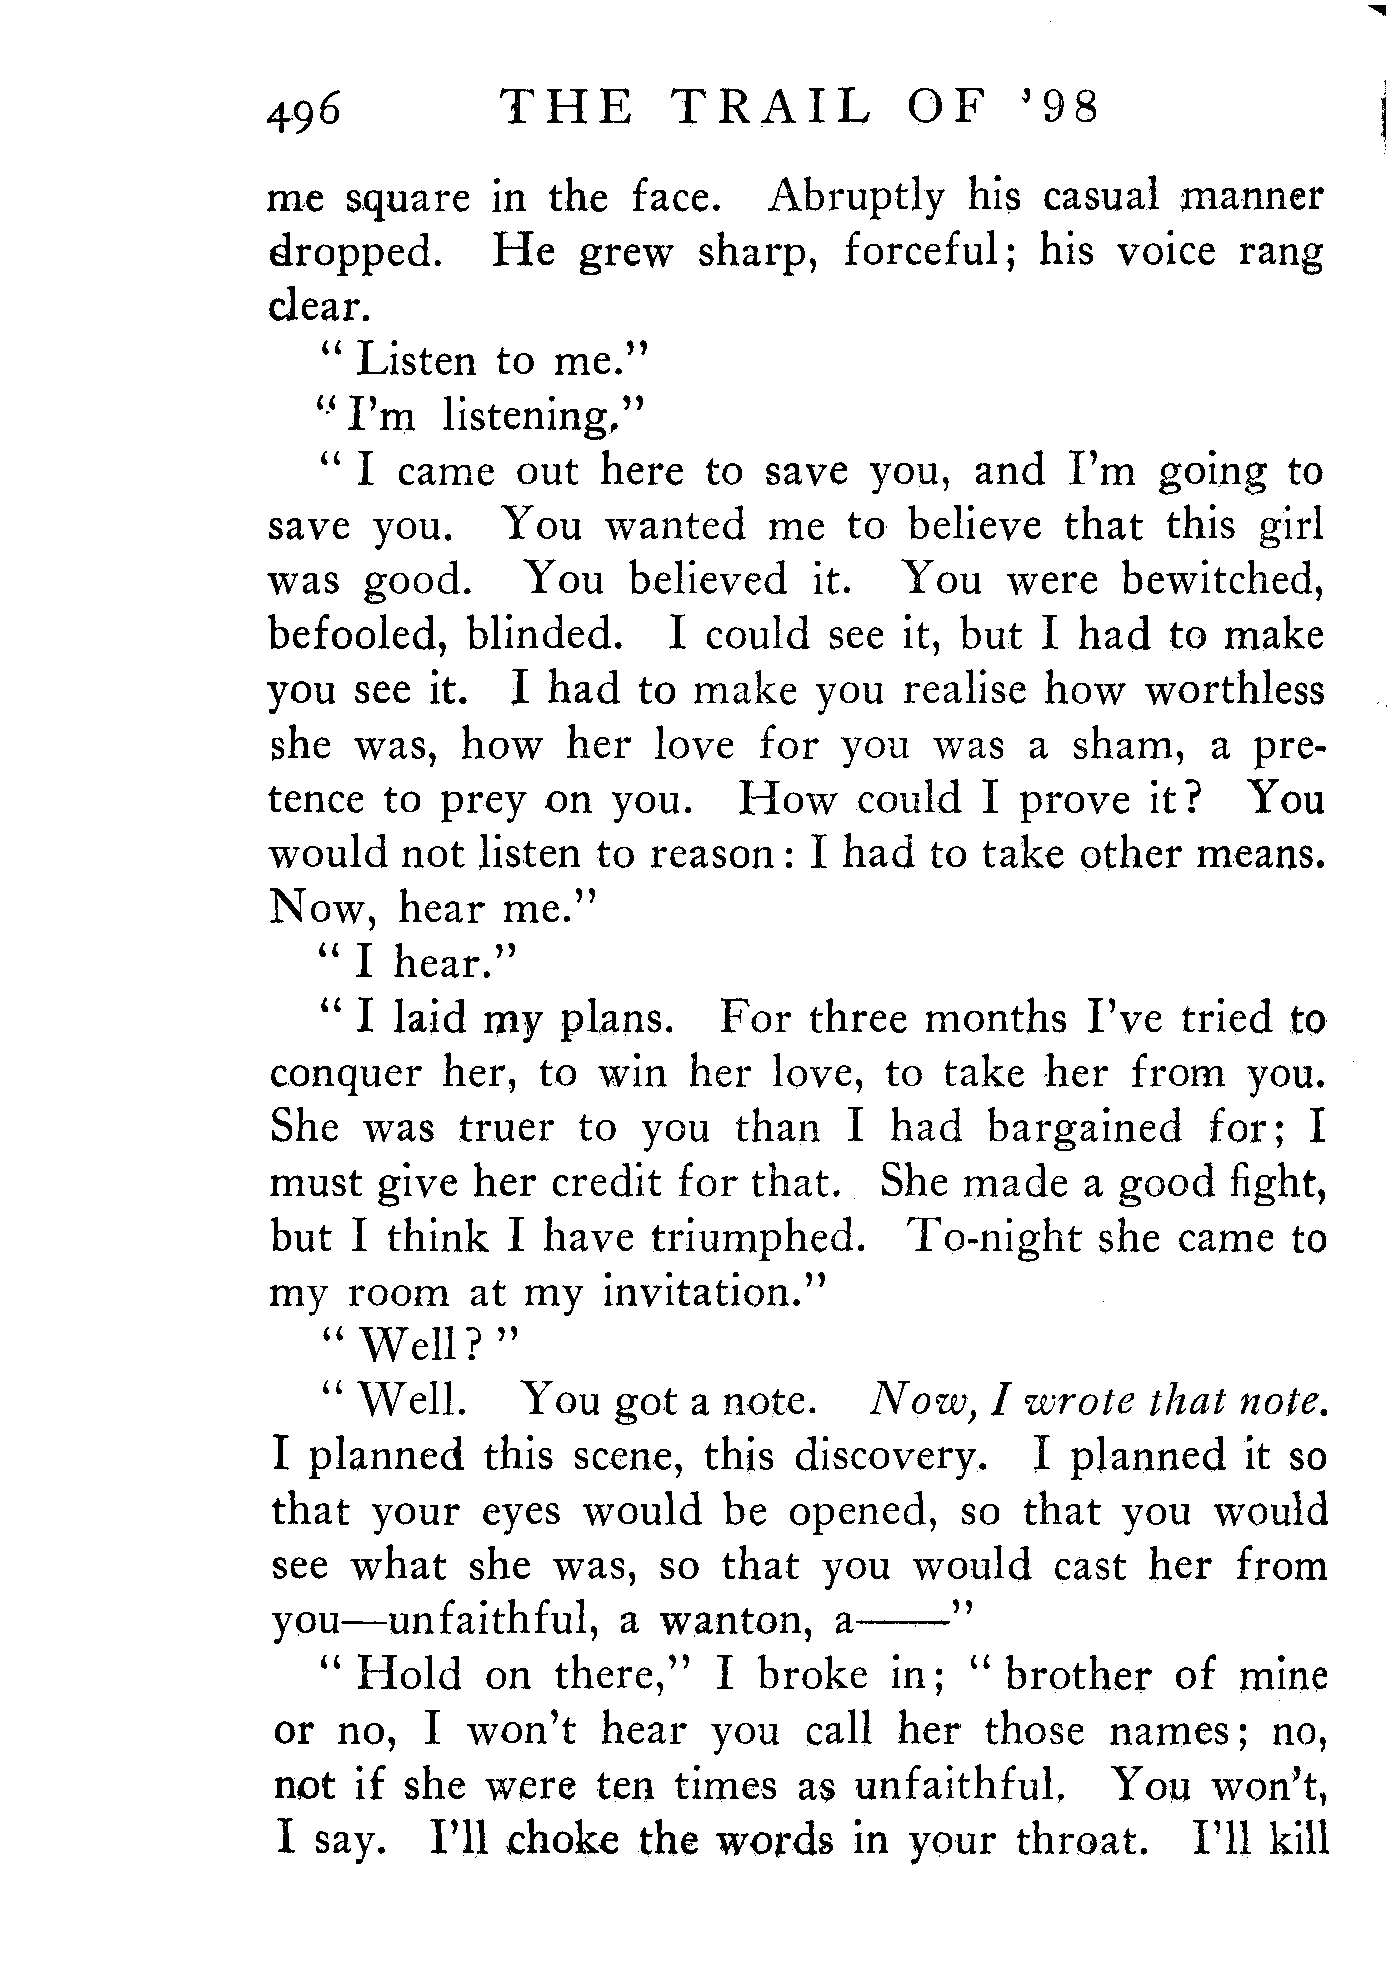 496 THE TRAIL OF '98
me square in the face. Abruptly his casual manner
dropped. He grew sharp, forceful; his voice rang
clear.
" Listen to me."
" I'm listening."
" I came out here to save you, and I'm going to
save you. You wanted me to believe that this girl
was good. You believed it. You were bewitched,
befooled, blinded. I could see it, but I had to make
you see it. I had to make you realise how worthless
she was, how her love for you was a sham, a pre-
tence to prey on you. How could I prove it? You
would not listen to reason: I had to take other means.
Now, hear me."
" I hear."
" I laid my plans. For three months I've tried to
conquer her, to win her love, to take her from you.
She was truer to you than I had bargained for; I
must give her credit for that. She made a good fight,
but I think I have triumphed. To-night she came to
my room at my invitation."
" Well? "
" Well. You got a note. Now, I wrote that note.
I planned this scene, this discovery. I planned it so
that your eyes would be opened, so that you would
see what she was, so that you would cast her from
you—unfaithful, a wanton, a——"
" Hold on there," I broke in; " brother of mine
or no, I won't hear you call her those names; no,
not if she were ten times as unfaithful. You won't,
I say. I'll choke the words in your throat. I'll kill